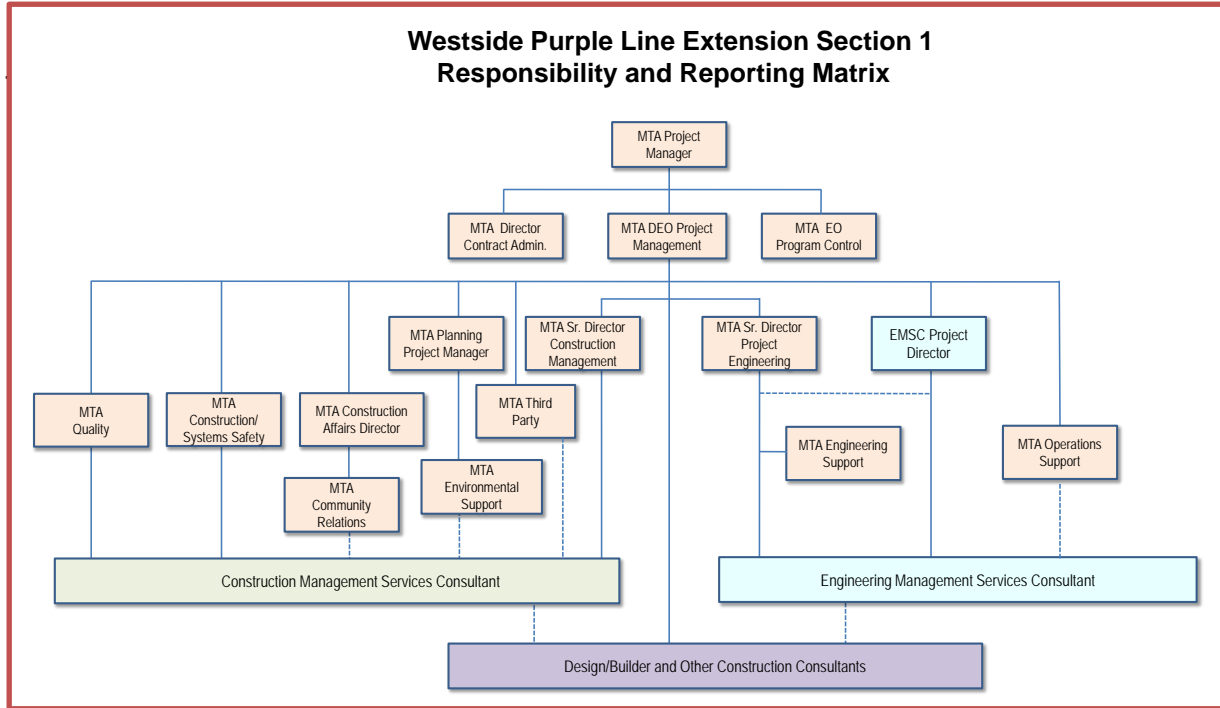 Westside Purple Line Extension Section 1
Responsibility and Reporting Matrix
MTA Project
Manager
MTA Director
Contract Admin.
MTA DEO Project
Management
MTA EO
Program Control
MTA Planning
Project Manager
MTA Sr. Director
Construction
Management
MTA Sr. Director
Project
Engineering
EMSC Project
Director
MTA
Quality
MTA
Construction/
Systems Safety
MTA Construction
Affairs Director
MTA Third
Party
MTA Engineering
Support
MTA Operations
Support
MTA
Community
Relations
MTA
Environmental
Support
Construction Management Services Consultant
Engineering Management Services Consultant
Design/Builder and Other Construction Consultants